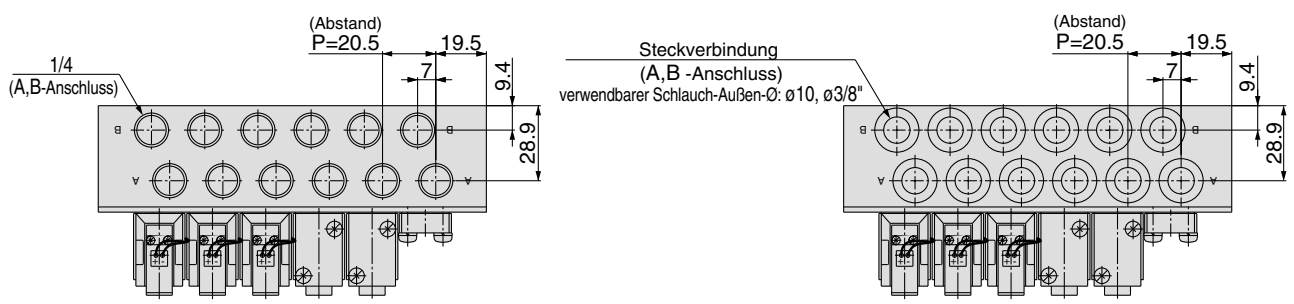 (Abstand)
P=20.5
19.5
7
9.4
28.9
1/4
(A,B-Anschluss)
B
B
A
A
(Abstand)
P=20.5
19.5
7
9.4
28.9
Steckverbindung
(A,B -Anschluss)
verwendbarer Schlauch-Außen-Ø: ø10, ø3/8"
B
B
A
A